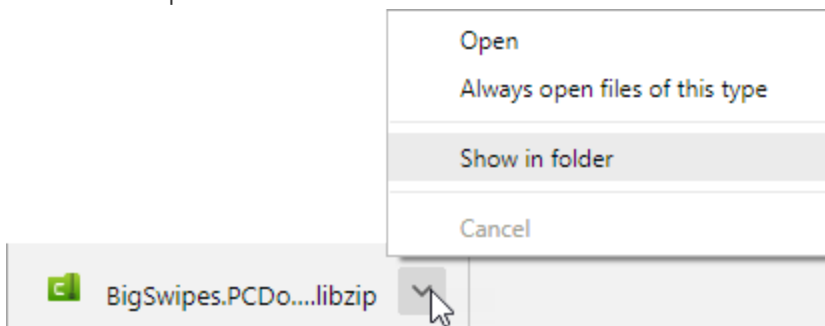 Open
Always open files of this type
Show in folder
Cancel
BigSwipes.PCDo....libzip